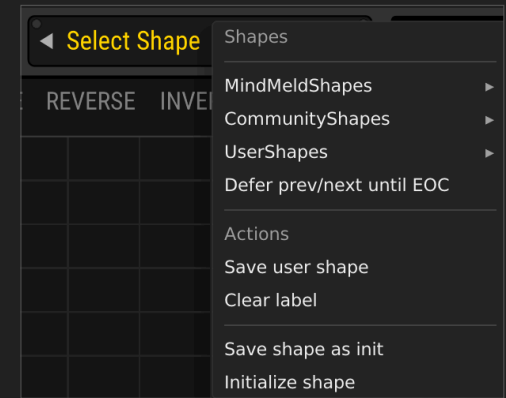 Select Shape
Shapes
REVERSE
MindMeldShapes
CommunityShapes
UserShapes
Defer prev/next until EOC
Actions
Save user shape
Clear label
Save shape as init
Initialize shape